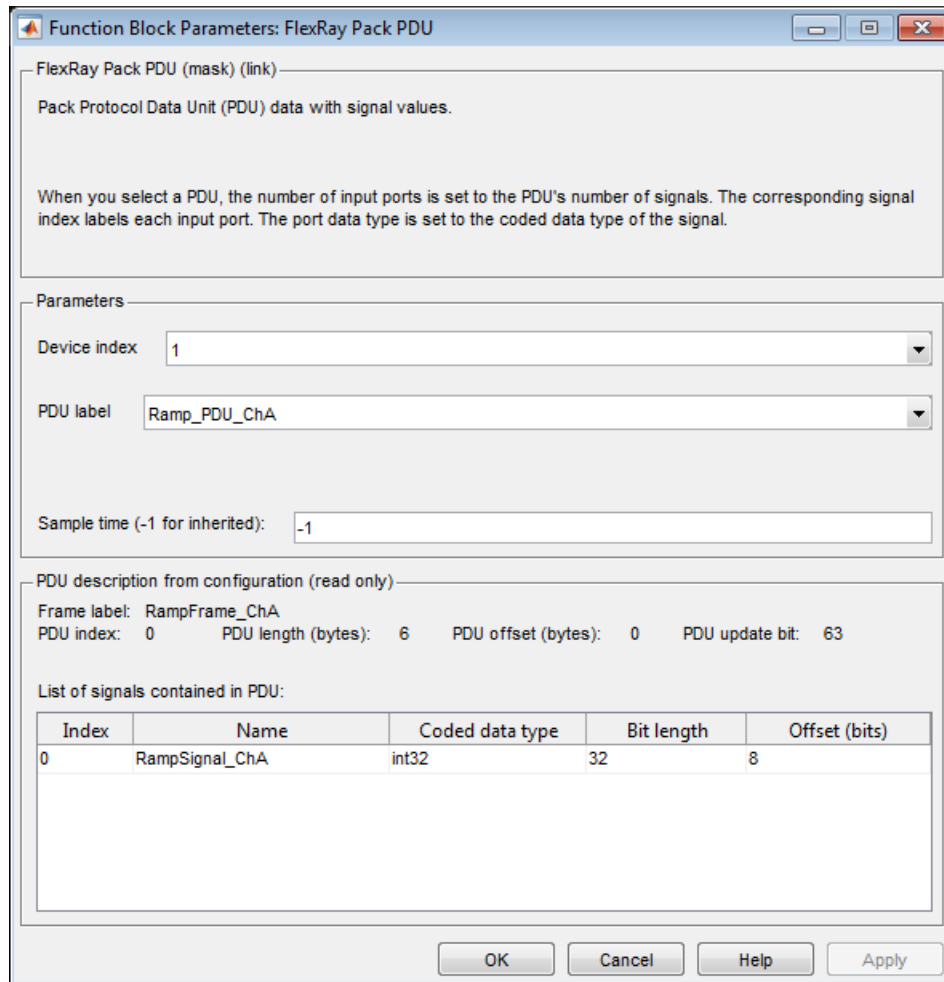 Function Block Parameters: FlexRay Pack PDU
FlexRay Pack PDU (mask) (link)
Pack Protocol Data Unit (PDU) data with signal values.
When you select a PDU, the number of input ports is set to the PDU's number of signals. The corresponding signal
index labels each input port. The port data type is set to the coded data type of the signal.
Parameters
Device index 1
PDU label Ramp_PDU_ChA
Sample time (-1 for inherited): -1
PDU description from configuration (read only)
Frame label: RampFrame_ChA
PDU index: 0 PDU length (bytes): 6 PDU offset (bytes): 0 PDU update bit: 63
List of signals contained in PDU:
Index Name Coded data type Bit length Offset (bits)
0 RampSignal_ChA int32 32 8
OK Cancel Help Apply